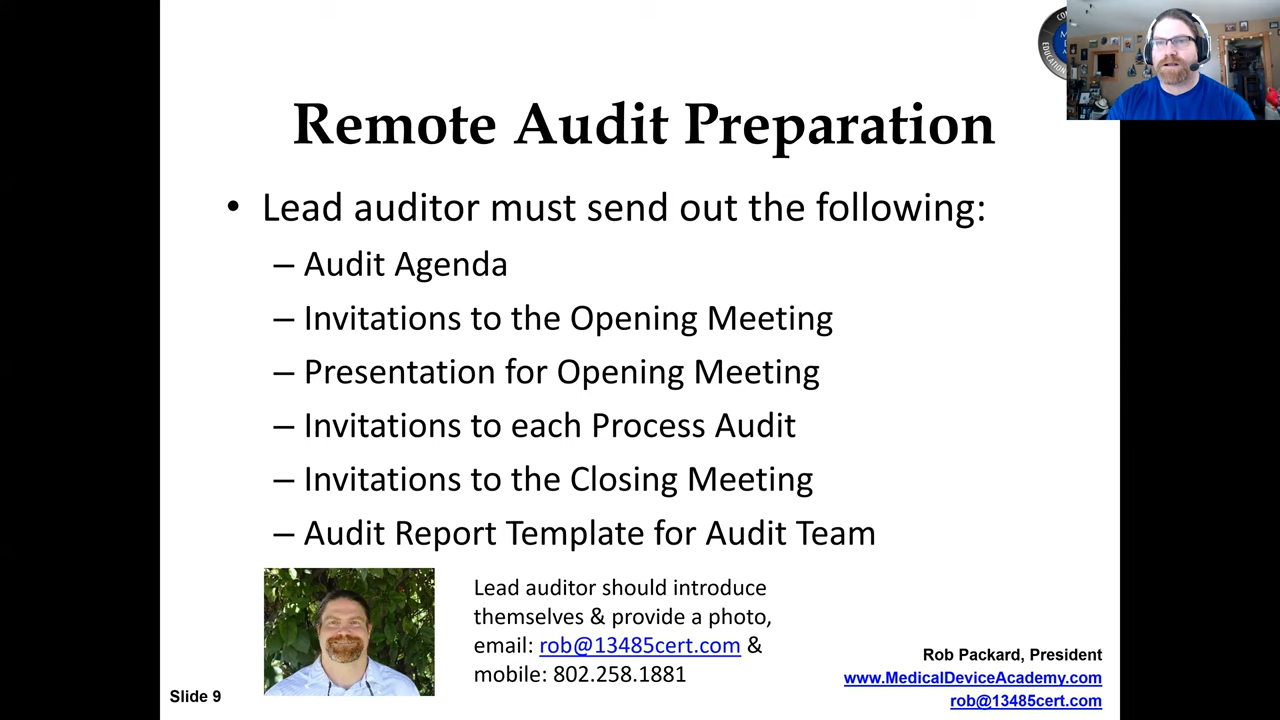 Remote Audit Preparation
• Lead auditor must send out the following:
– Audit Agenda
– Invitations to the Opening Meeting
– Presentation for Opening Meeting
– Invitations to each Process Audit
– Invitations to the Closing Meeting
– Audit Report Template for Audit Team
Lead auditor should introduce
themselves & provide a photo,
email: rob@13485cert.com &
mobile: 802.258.1881
Rob Packard, President
www.MedicalDeviceAcademy.com
rob@13485cert.com
Slide 9